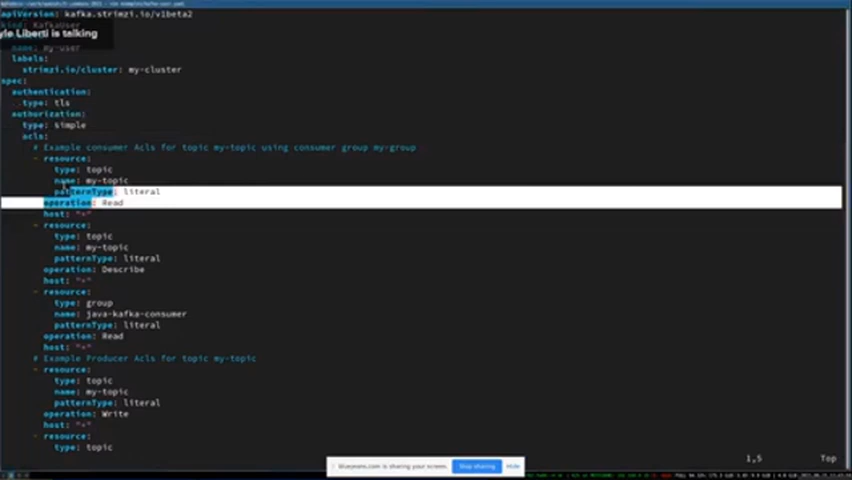 apiVersion: kafka.strimzi.io/v1beta2
kind: KafkaUser
yle Liberti is talking
name: my-user
labels:
strimzi.io/cluster: my-cluster
spec:
authentication:
type: tls
authorization:
type: simple
acls:
# Example consumer Acls for topic my-topic using consumer group my-group
- resource:
type: topic
name: my-topic
patternType: literal
operation: Read
host: "*"
- resource:
type: topic
name: my-topic
patternType: literal
operation: Describe
host: "*"
- resource:
type: group
name: java-kafka-consumer
patternType: literal
operation: Read
host: "*"
# Example Producer Acls for topic my-topic
- resource:
type: topic
name: my-topic
patternType: literal
operation: Write
host: "*"
- resource:
type: topic
1,5 Top
bluejeans.com is sharing your screen. Stop sharing Hide